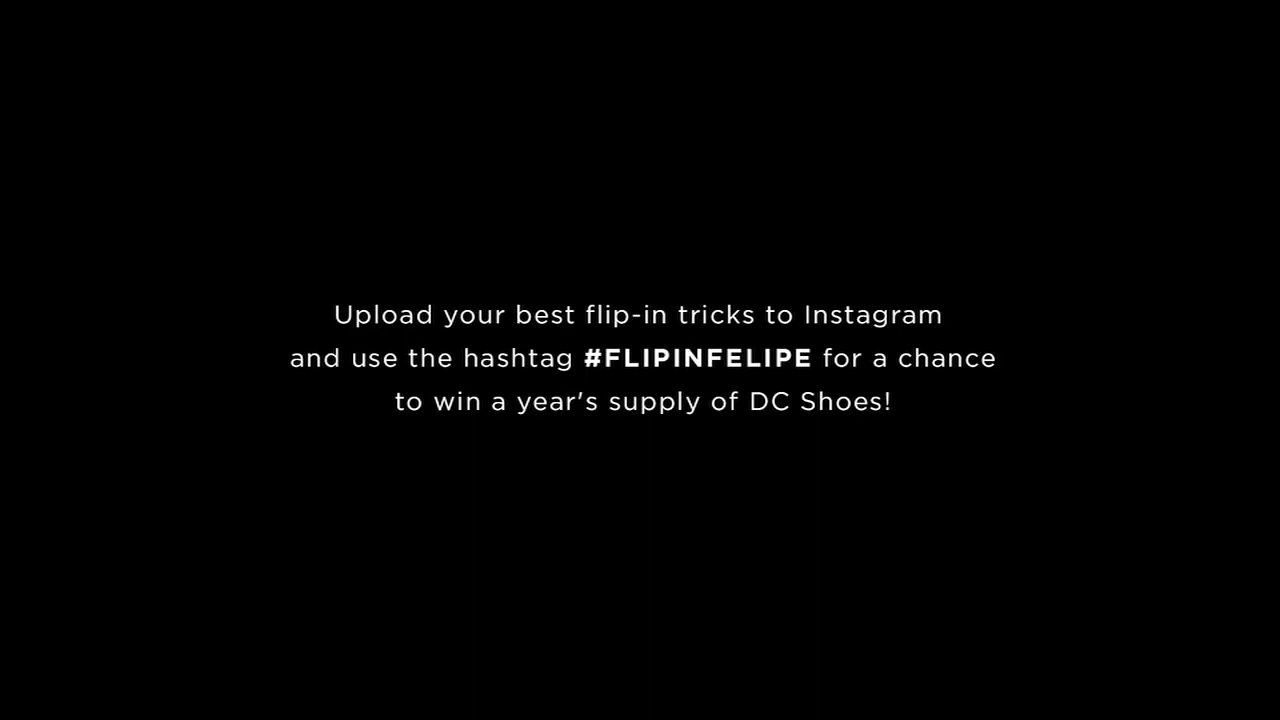 Upload your best flip-in tricks to Instagram
and use the hashtag #FLIPINFELIPE for a chance
to win a year's supply of DC Shoes!